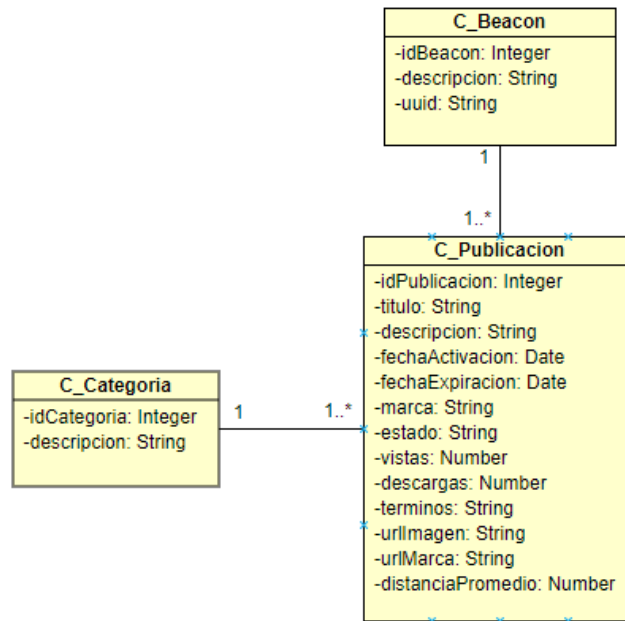 C_Beacon
-idBeacon: Integer
-descripcion: String
-uuid: String
1
1..*
C_Publicacion
-idPublicacion: Integer
-titulo: String
-descripcion: String
-fechaActivacion: Date
-fechaExpiracion: Date
-marca: String
-estado: String
-vistas: Number
-descargas: Number
-terminos: String
-urlImagen: String
-urlMarca: String
-distanciaPromedio: Number
C_Categoría
-idCategoria: Integer
-descripcion: String
1
1..*